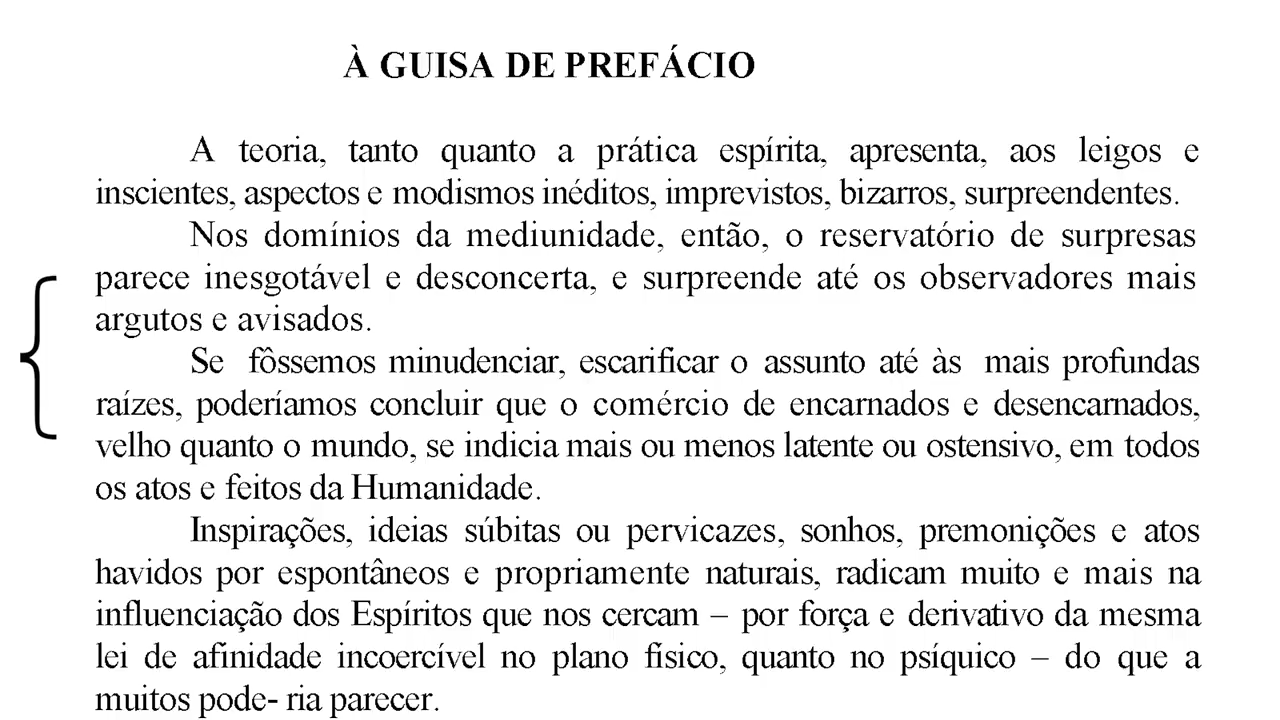 À GUISA DE PREFÁCIO
A teoria, tanto quanto a prática espírita, apresenta, aos leigos e
inscientes, aspectos e modismos inéditos, imprevistos, bizarros, surpreendentes.
Nos domínios da mediunidade, então, o reservatório de surpresas
parece inesgotável e desconcerta, e surpreende até os observadores mais
argutos e avisados.
Se fôssemos minudenciar, escarificar o assunto até às mais profundas
raízes, poderíamos concluir que o comércio de encarnados e desencarnados,
velho quanto o mundo, se indicia mais ou menos latente ou ostensivo, em todos
os atos e feitos da Humanidade.
Inspirações, ideias súbitas ou pervicazes, sonhos, premonições e atos
havidos por espontâneos e propriamente naturais, radicam muito e mais na
influenciação dos Espíritos que nos cercam – por força e derivativo da mesma
lei de afinidade incoercível no plano físico, quanto no psíquico – do que a
muitos pode- ria parecer.